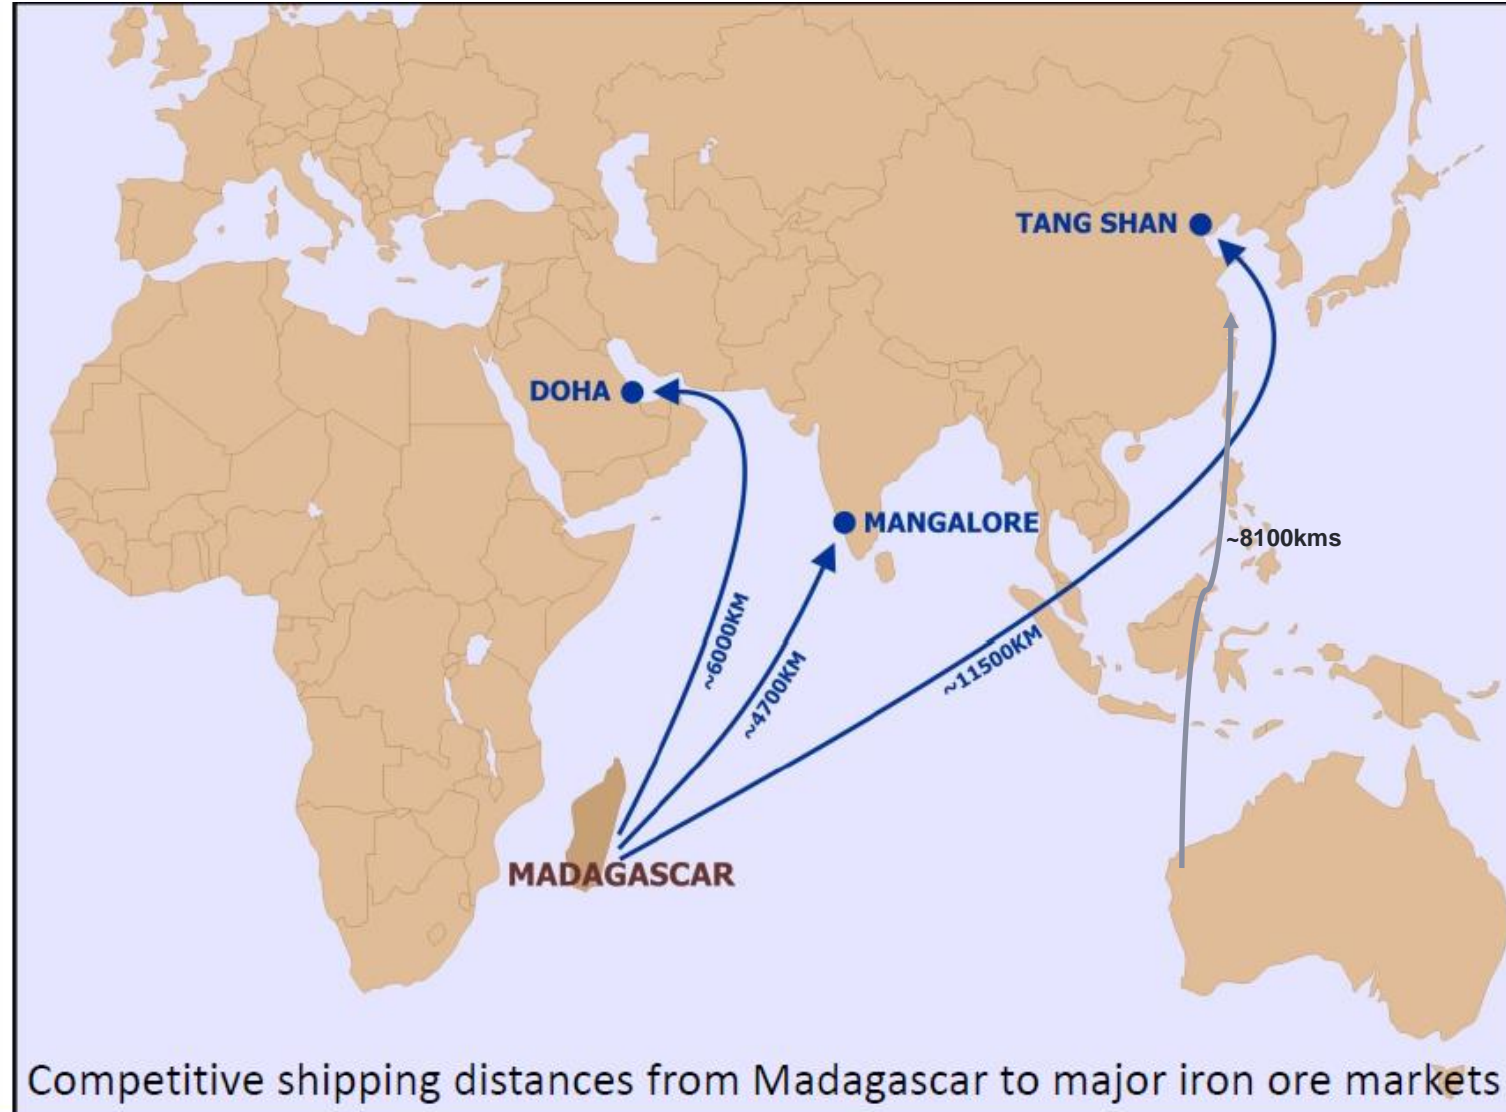 TANG SHAN
DOHA
MANGALORE
~8100kms
~6000KM
~4700KM
~11500KM
MADAGASCAR
Competitive shipping distances from Madagascar to major iron ore markets